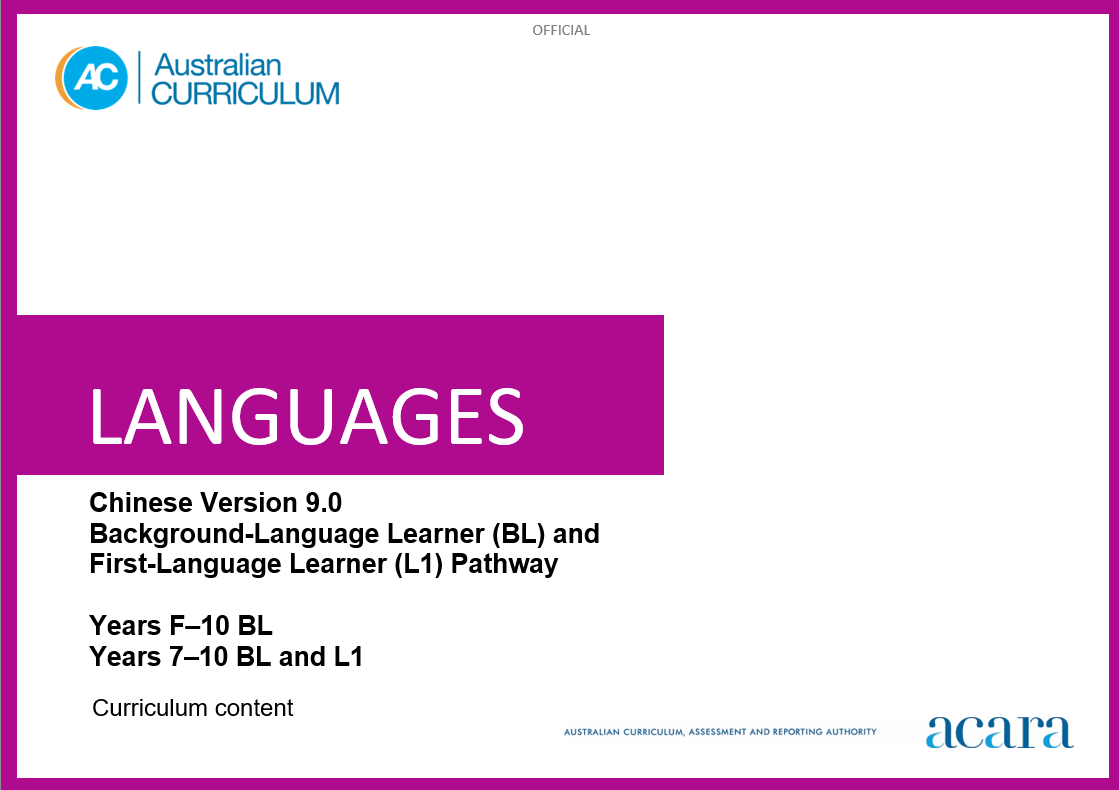 OFFICIAL
AC
Australian
CURRICULUM
LANGUAGES
Chinese Version 9.0
Background-Language Learner (BL) and
First-Language Learner (L1) Pathway
Years F–10 BL
Years 7–10 BL and L1
Curriculum content
AUSTRALIAN CURRICULUM, ASSESSMENT AND REPORTING AUTHORITY
acara